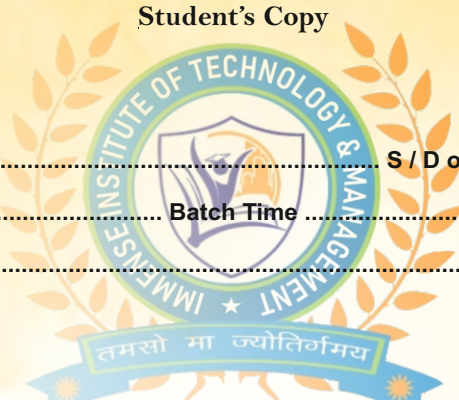 Student's Copy
IMMENSE INSTITUTE OF TECHNOLOGY & MANAGEMENT ★
.......................................................... S / D o
......................... Batch Time .......................
......................................................................
तमसो मा ज्योतिर्गमय